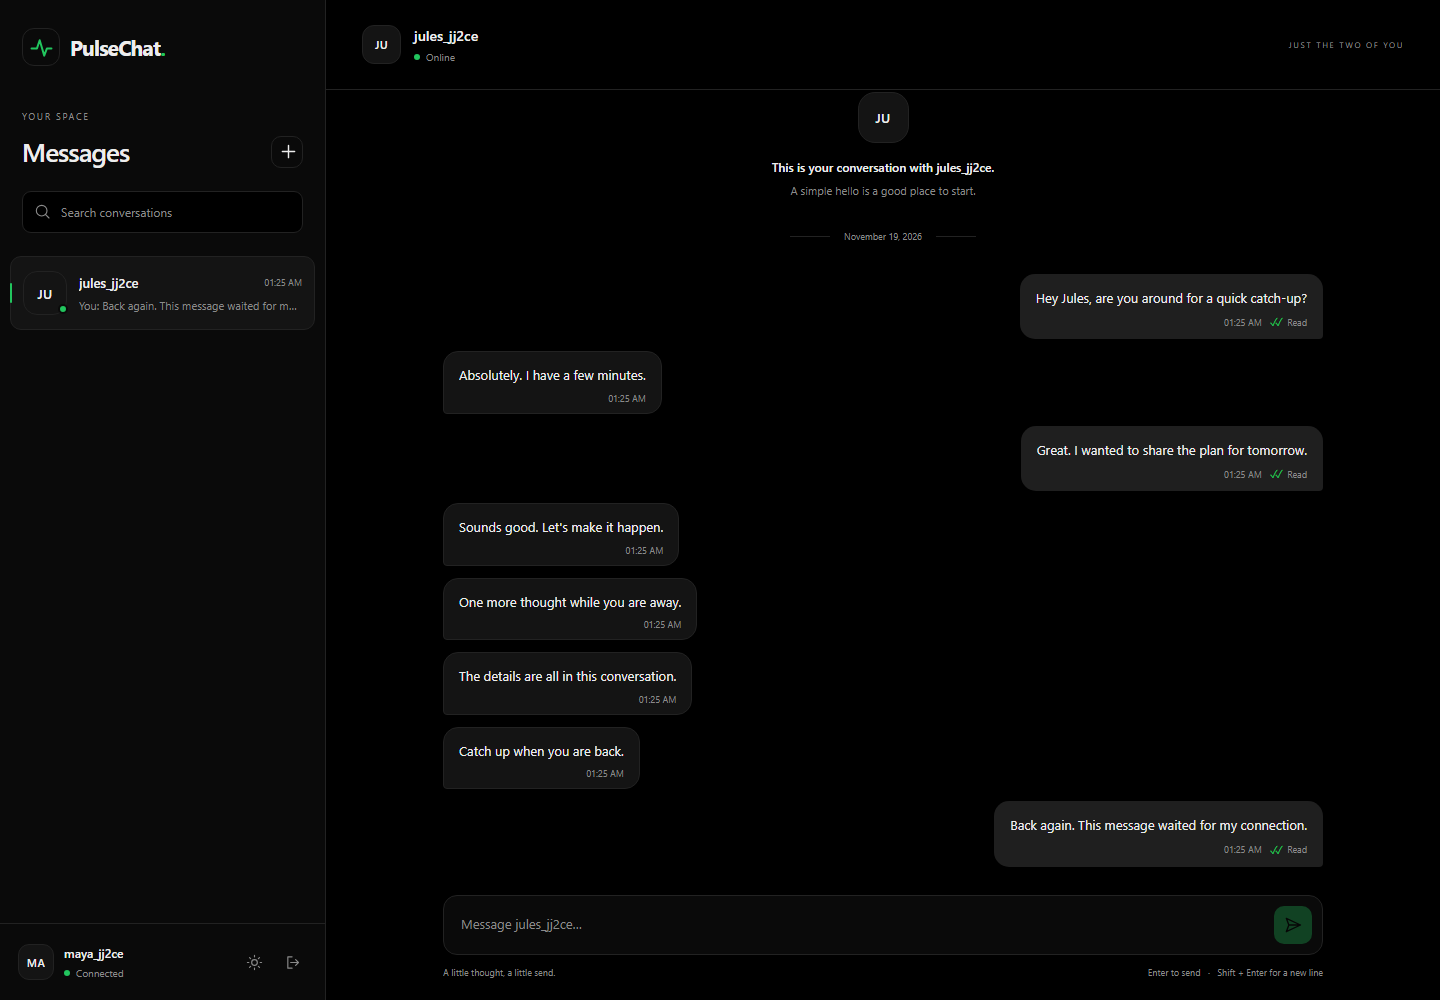 PulseChat.
YOUR SPACE
Messages
Search conversations
JU
jules_jj2ce
01:25 AM
You: Back again. This message waited for m...
MA
maya_jj2ce
Connected
JU
jules_jj2ce
Online
JUST THE TWO OF YOU
JU
This is your conversation with jules_jj2ce.
A simple hello is a good place to start.
November 19, 2026
Hey Jules, are you around for a quick catch-up?
01:25 AM Read
Absolutely. I have a few minutes.
01:25 AM
Great. I wanted to share the plan for tomorrow.
01:25 AM Read
Sounds good. Let's make it happen.
01:25 AM
One more thought while you are away.
01:25 AM
The details are all in this conversation.
01:25 AM
Catch up when you are back.
01:25 AM
Back again. This message waited for my connection.
01:25 AM Read
Message jules_jj2ce...
A little thought, a little send.
Enter to send · Shift + Enter for a new line